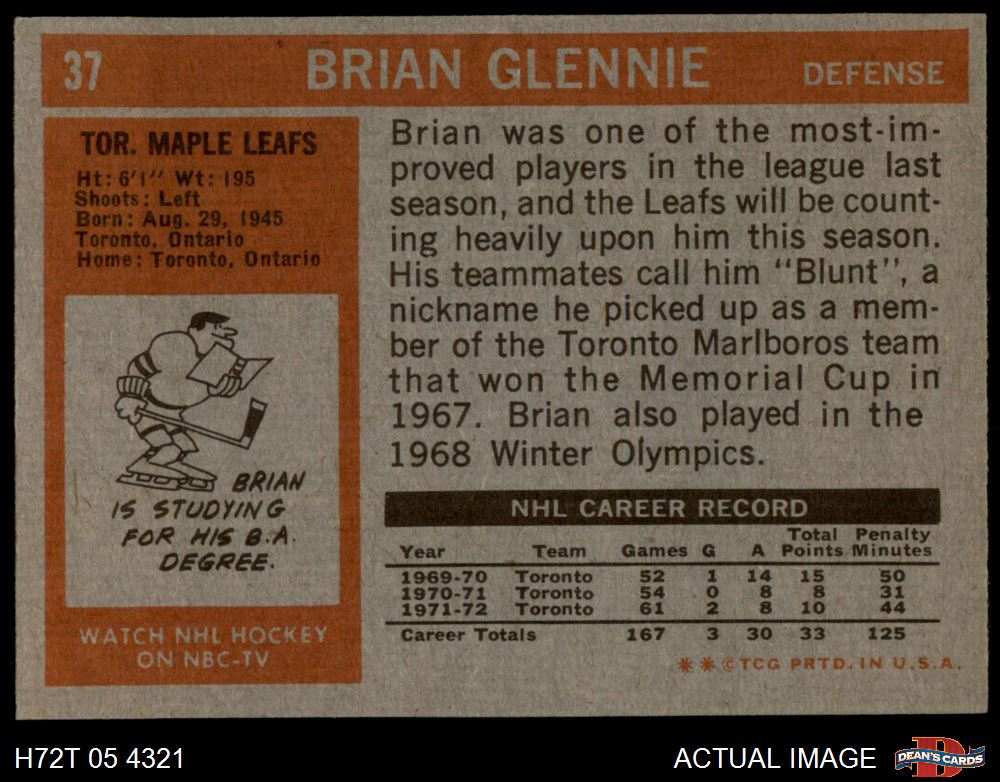 37 BRIAN GLENNIE DEFENSE
TOR. MAPLE LEAFS
Ht: 6'1" Wt: 195
Shoots: Left
Born: Aug. 29, 1945
Toronto, Ontario
Home: Toronto, Ontario
BRIAN
IS STUDYING
FOR HIS B.A.
DEGREE.
WATCH NHL HOCKEY
ON NBC-TV
Brian was one of the most-im-
proved players in the league last
season, and the Leafs will be count-
ing heavily upon him this season.
His teammates call him "Blunt", a
nickname he picked up as a mem-
ber of the Toronto Marlboros team
that won the Memorial Cup in
1967. Brian also played in the
1968 Winter Olympics.
NHL CAREER RECORD
Total Penalty
Year Team Games G A Points Minutes
1969-70 Toronto 52 1 14 15 50
1970-71 Toronto 54 0 8 8 31
1971-72 Toronto 61 2 8 10 44
Career Totals 167 3 30 33 125
**©TCG PRTD. IN U.S.A.
H72T 05 4321 ACTUAL IMAGE D DEAN'S CARDS